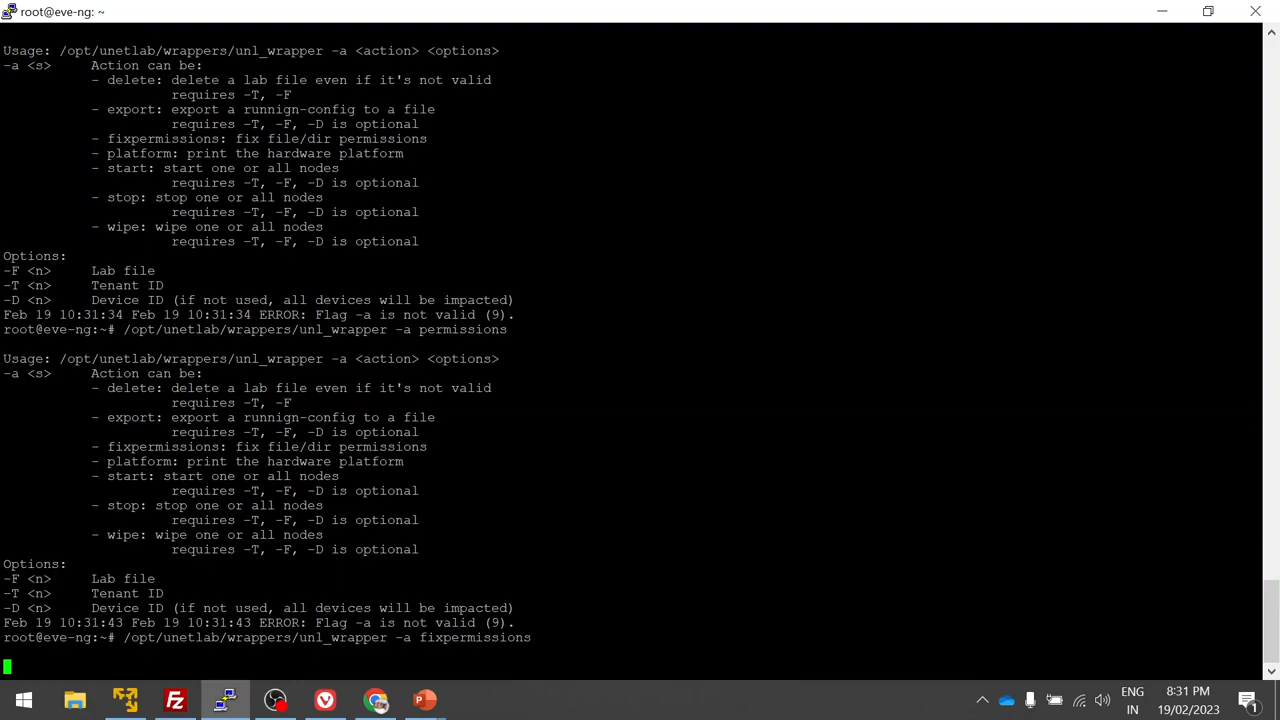 root@eve-ng: ~
Usage: /opt/unetlab/wrappers/unl_wrapper -a <action> <options>
-a <s>     Action can be:
- delete: delete a lab file even if it's not valid
requires -T, -F
- export: export a runnign-config to a file
requires -T, -F, -D is optional
- fixpermissions: fix file/dir permissions
- platform: print the hardware platform
- start: start one or all nodes
requires -T, -F, -D is optional
- stop: stop one or all nodes
requires -T, -F, -D is optional
- wipe: wipe one or all nodes
requires -T, -F, -D is optional
Options:
-F <n>     Lab file
-T <n>     Tenant ID
-D <n>     Device ID (if not used, all devices will be impacted)
Feb 19 10:31:34 Feb 19 10:31:34 ERROR: Flag -a is not valid (9).
root@eve-ng:~# /opt/unetlab/wrappers/unl_wrapper -a permissions
Usage: /opt/unetlab/wrappers/unl_wrapper -a <action> <options>
-a <s>     Action can be:
- delete: delete a lab file even if it's not valid
requires -T, -F
- export: export a runnign-config to a file
requires -T, -F, -D is optional
- fixpermissions: fix file/dir permissions
- platform: print the hardware platform
- start: start one or all nodes
requires -T, -F, -D is optional
- stop: stop one or all nodes
requires -T, -F, -D is optional
- wipe: wipe one or all nodes
requires -T, -F, -D is optional
Options:
-F <n>     Lab file
-T <n>     Tenant ID
-D <n>     Device ID (if not used, all devices will be impacted)
Feb 19 10:31:43 Feb 19 10:31:43 ERROR: Flag -a is not valid (9).
root@eve-ng:~# /opt/unetlab/wrappers/unl_wrapper -a fixpermissions
ENG 8:31 PM
IN 19/02/2023
1